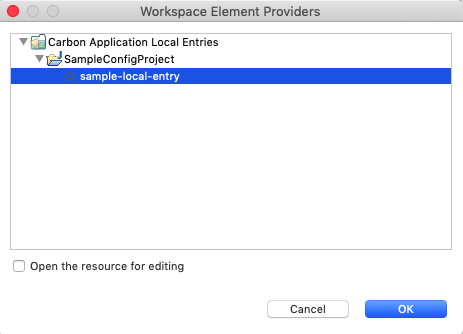 Workspace Element Providers
Carbon Application Local Entries
SampleConfigProject
sample-local-entry
Open the resource for editing
Cancel
OK